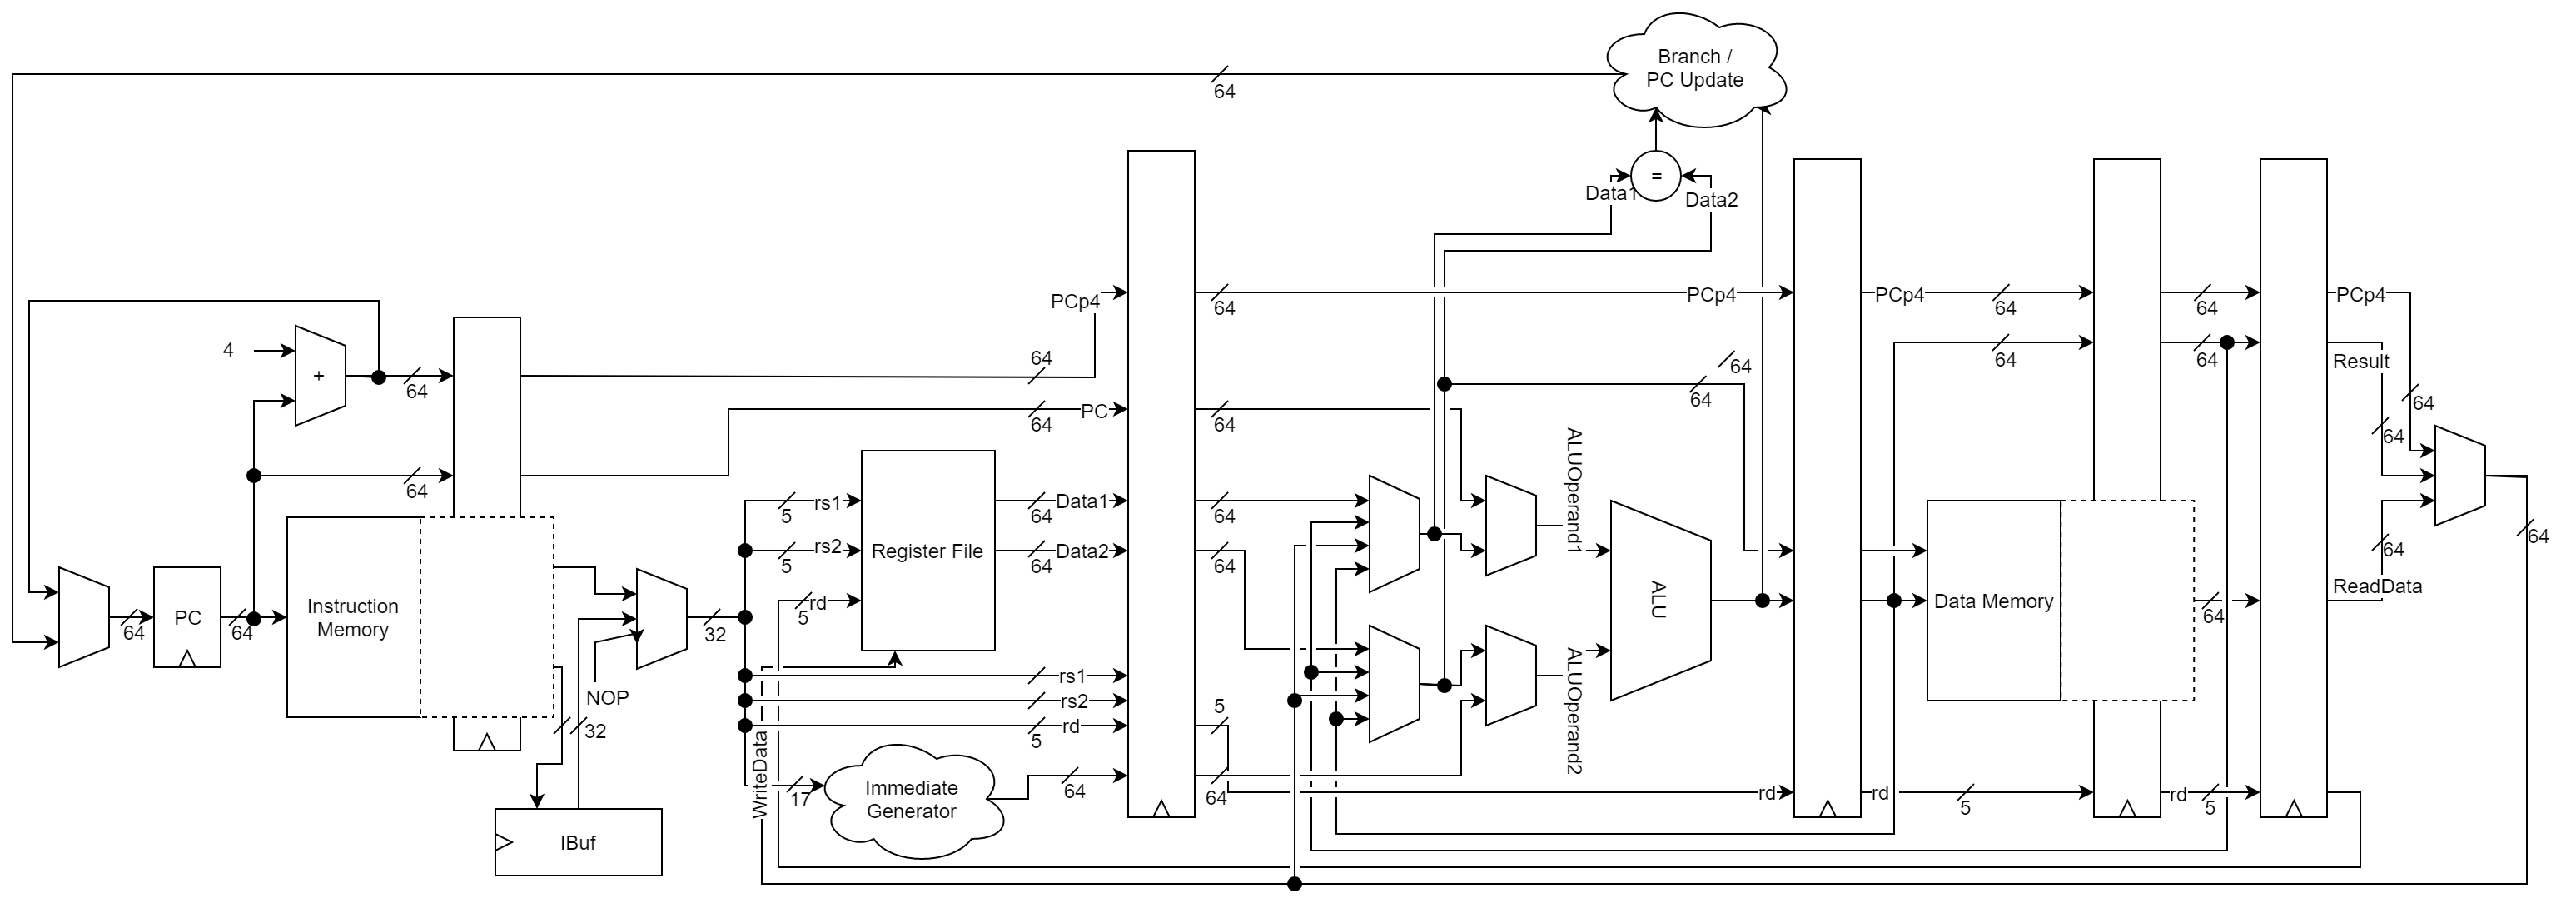 Branch /
PC Update
64
=
Data1
Data2
PCp4
64
PCp4
PCp4
64
64
PCp4
4
+
64
64
64
64
64
64
Result
64
PC
64
64
64
64
64
64
ALUOperand1
rs1
5
Data1
64
64
rs2
5
Register File
Data2
64
64
64
64
ReadData
ALU
Data Memory
64
rd
5
Instruction
Memory
PC
64
64
32
NOP
rs1
rs2
rd
5
5
ALUOperand2
32
WriteData
17
Immediate
Generator
64
64
rd
rd
5
rd
5
IBuf